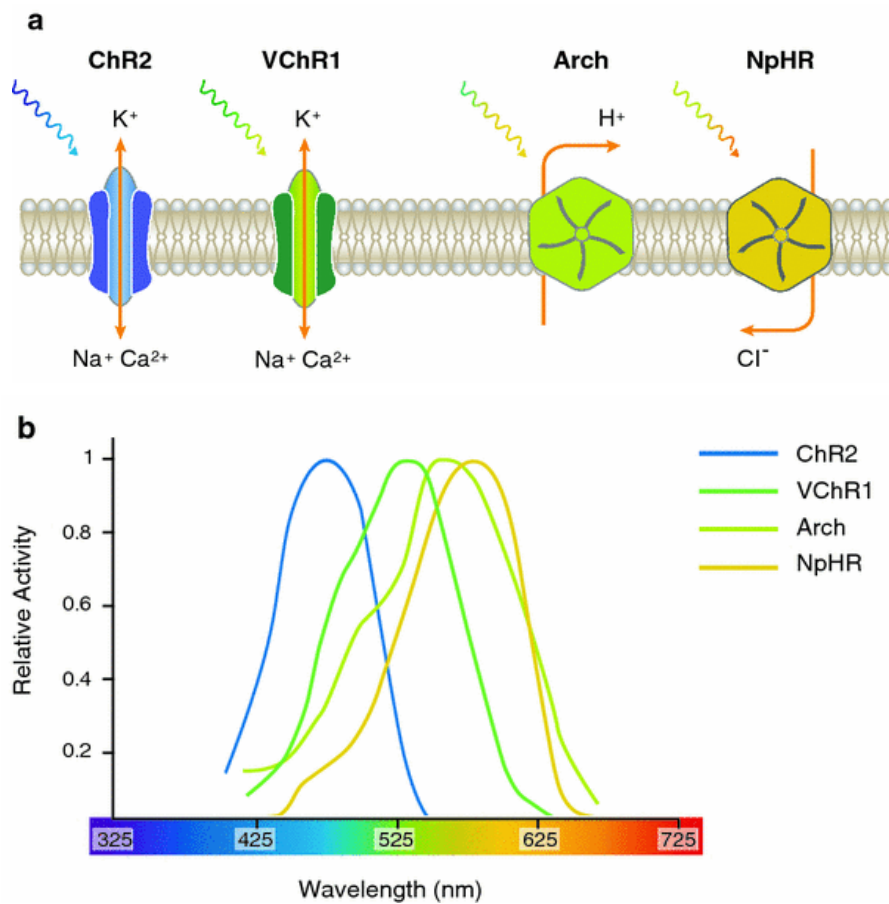 a
ChR2 VChR1 Arch NpHR
K⁺ K⁺ H⁺
Na⁺ Ca²⁺ Na⁺ Ca²⁺ Cl⁻
b
1
0.8
0.6
0.4
0.2
Relative Activity
ChR2
VChR1
Arch
NpHR
325 425 525 625 725
Wavelength (nm)